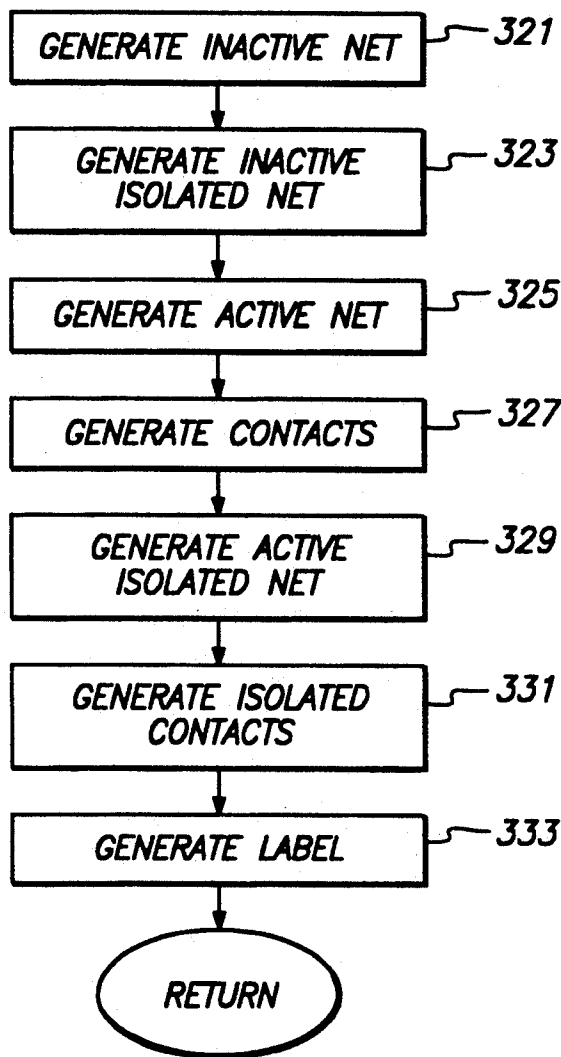 GENERATE INACTIVE NET
321
GENERATE INACTIVE
ISOLATED NET
323
GENERATE ACTIVE NET
325
GENERATE CONTACTS
327
GENERATE ACTIVE
ISOLATED NET
329
GENERATE ISOLATED
CONTACTS
331
GENERATE LABEL
333
RETURN